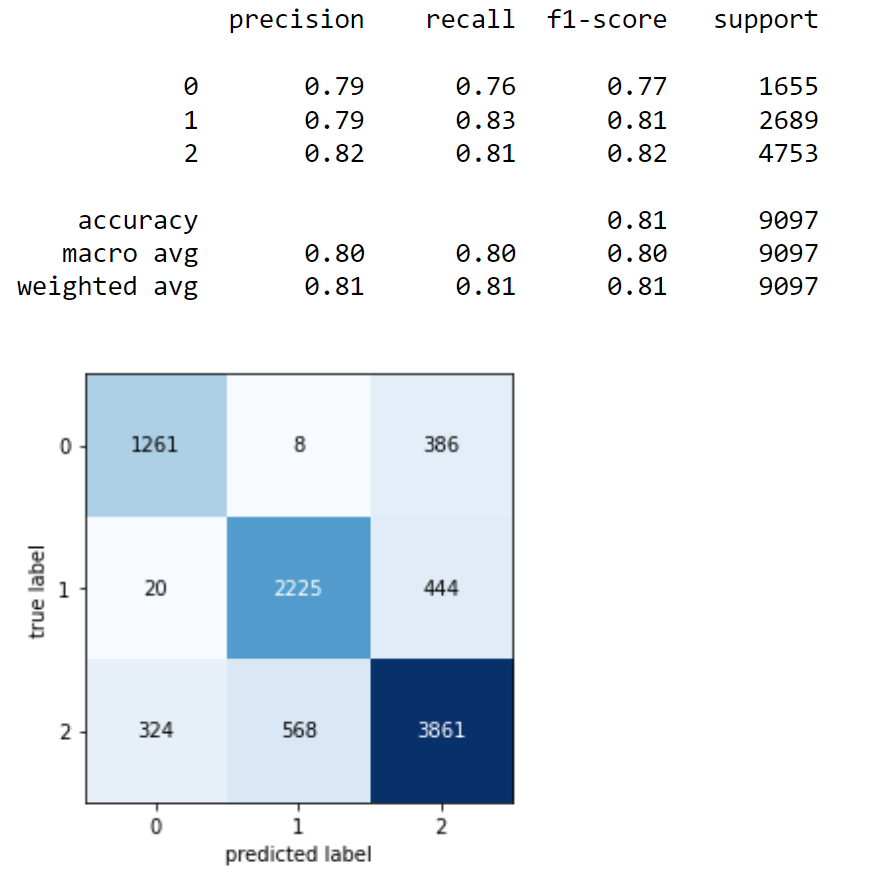 precision recall f1-score support
0 0.79 0.76 0.77 1655
1 0.79 0.83 0.81 2689
2 0.82 0.81 0.82 4753
accuracy 0.81 9097
macro avg 0.80 0.80 0.80 9097
weighted avg 0.81 0.81 0.81 9097
0 1261 8 386
true label
1 20 2225 444
2 324 568 3861
0 1 2
predicted label